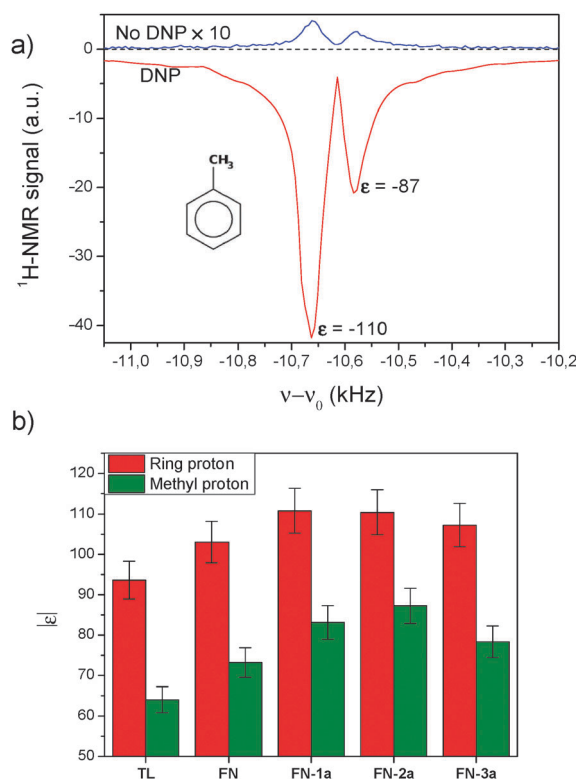 a)
No DNP × 10
DNP
CH₃
ε = -87
ε = -110
¹H-NMR signal (a.u.)
0
-10
-20
-30
-40
-11,0 -10,9 -10,8 -10,7 -10,6 -10,5 -10,4 -10,3 -10,2
ν–ν₀ (kHz)
b)
Ring proton
Methyl proton
|ε|
120
110
100
90
80
70
60
50
TL FN FN-1a FN-2a FN-3a